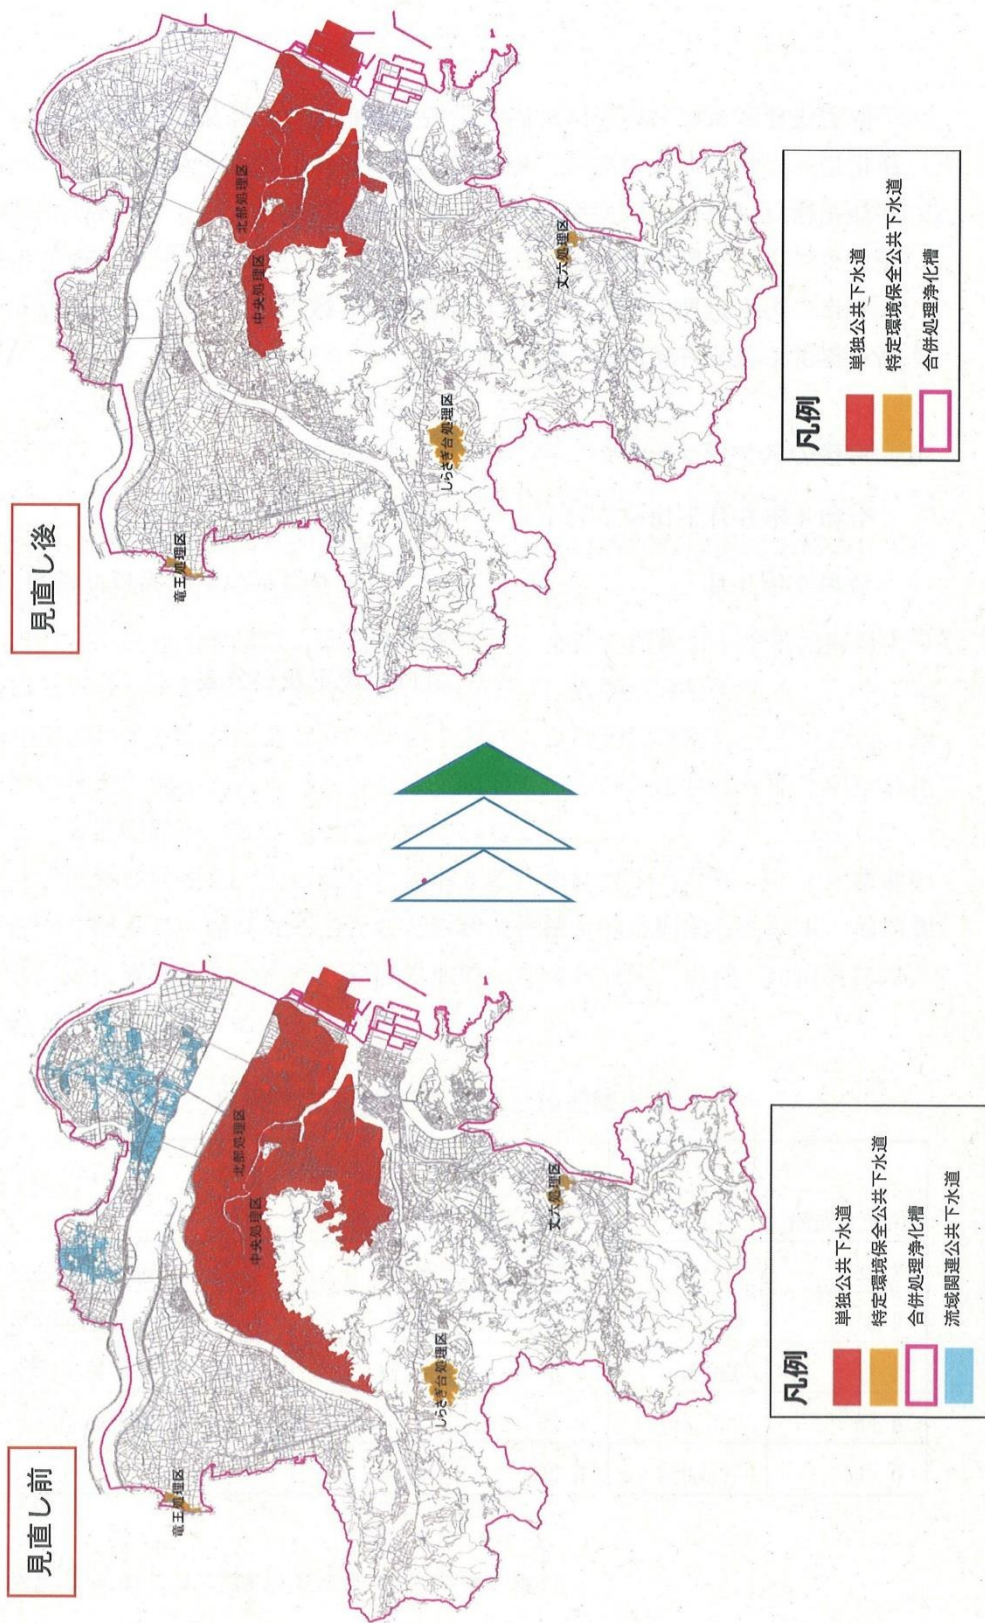 見直し前
竜王処理区
北部処理区
中央処理区
しらさぎ台処理区
丈六処理区
凡例
単独公共下水道
特定環境保全公共下水道
合併処理浄化槽
流域関連公共下水道
見直し後
竜王処理区
北部処理区
中央処理区
しらさぎ台処理区
丈六処理区
凡例
単独公共下水道
特定環境保全公共下水道
合併処理浄化槽